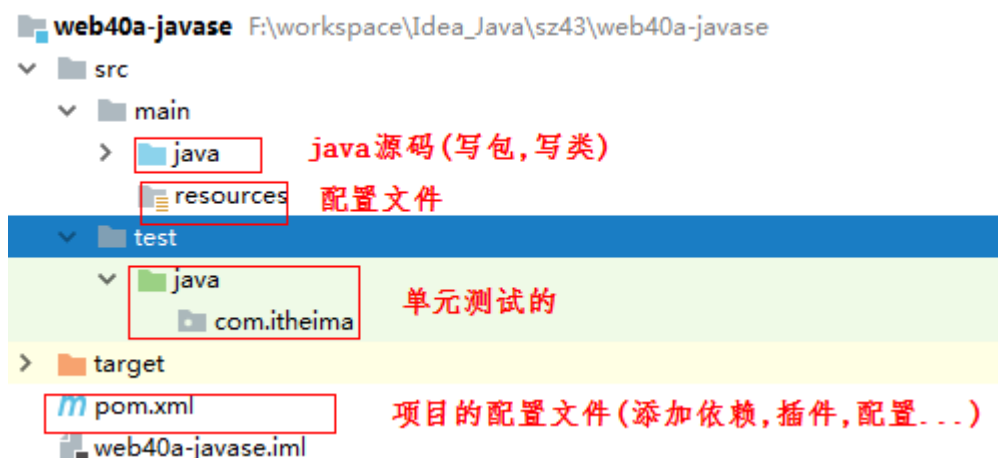 web40a-javase F:\workspace\Idea_Java\sz43\web40a-javase
src
main
java java源码(写包,写类)
resources 配置文件
test
java
单元测试的
com.itheima
target
pom.xml 项目的配置文件(添加依赖,插件,配置...)
web40a-javase.iml